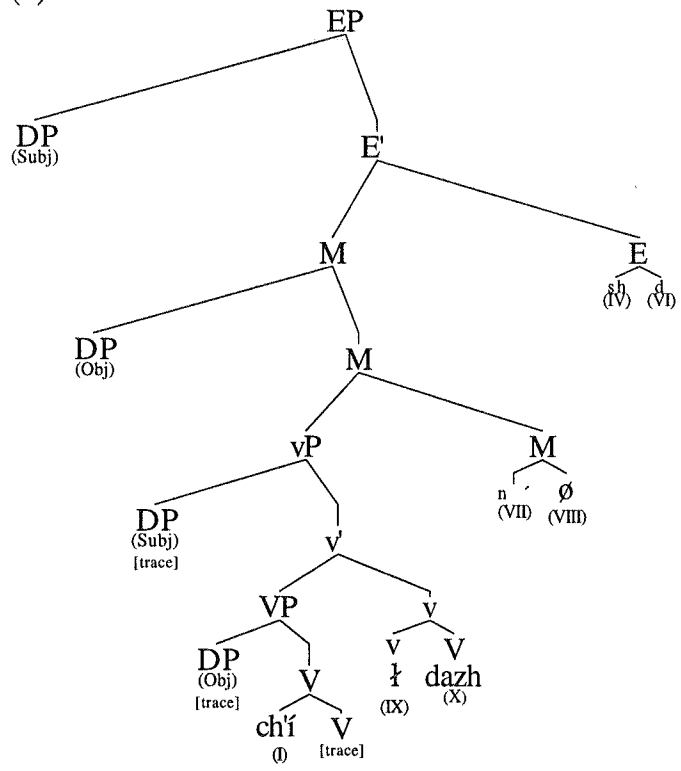 EP
DP
(Subj)
E'
M
E
sh d
(IV) (VI)
DP
(Obj)
M
vP
M
n ø
(VII) (VIII)
DP
(Subj)
[trace]
v'
VP
v
DP
(Obj)
[trace]
V
v V
ł dazh
(IX) (X)
ch'í V
(I) [trace]